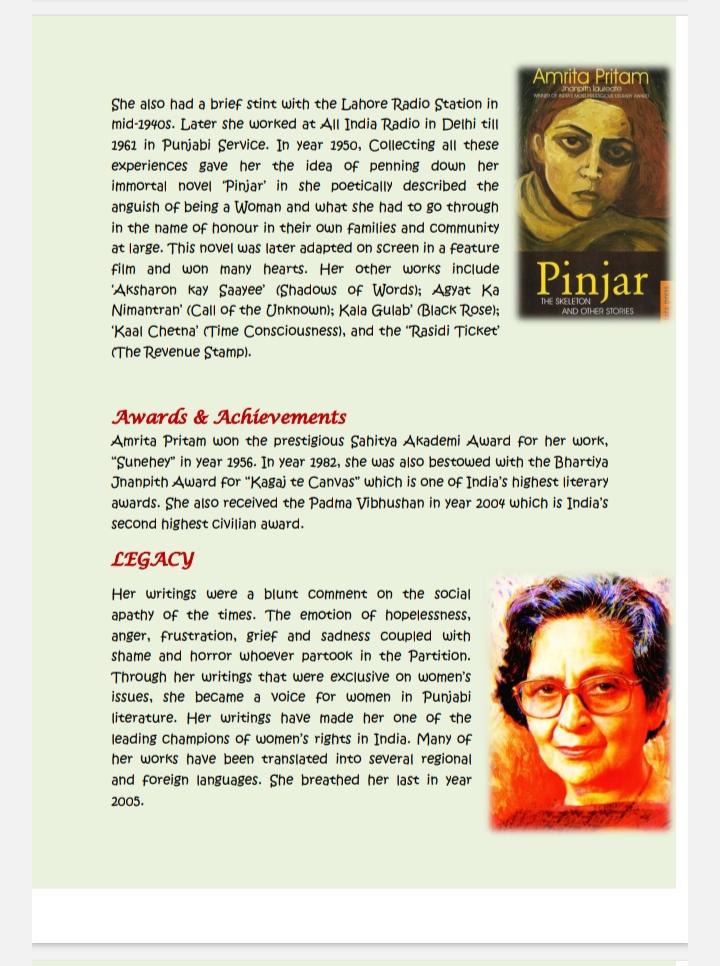 She also had a brief stint with the Lahore Radio Station in
mid-1940s. Later she worked at All India Radio in Delhi till
1961 in Punjabi Service. In year 1950, Collecting all these
experiences gave her the idea of penning down her
immortal novel 'Pinjar' in she poetically described the
anguish of being a Woman and what she had to go through
in the name of honour in their own families and community
at large. This novel was later adapted on screen in a feature
film and won many hearts. Her other works include
'Aksharon kay Saayee' (Shadows of Words); Agyat Ka
Nimantran' (Call of the Unknown); Kala Gulab' (Black Rose);
'Kaal Chetna' (Time Consciousness), and the 'Rasidi Ticket'
(The Revenue Stamp).
Amrita Pritam
Jnanpith laureate
WINNER OF INDIA'S MOST PRESTIGIOUS LITERARY AWARD
Pinjar
THE SKELETON
AND OTHER STORIES
Awards & Achievements
Amrita Pritam won the prestigious Sahitya Akademi Award for her work,
"Sunehey" in year 1956. In year 1982, she was also bestowed with the Bhartiya
Jnanpith Award for "Kagaj te Canvas" which is one of India's highest literary
awards. She also received the Padma Vibhushan in year 2004 which is India's
second highest civilian award.
LEGACY
Her writings were a blunt comment on the social
apathy of the times. The emotion of hopelessness,
anger, frustration, grief and sadness coupled with
shame and horror whoever partook in the Partition.
Through her writings that were exclusive on women's
issues, she became a voice for women in Punjabi
literature. Her writings have made her one of the
leading champions of women's rights in India. Many of
her works have been translated into several regional
and foreign languages. She breathed her last in year
2005.